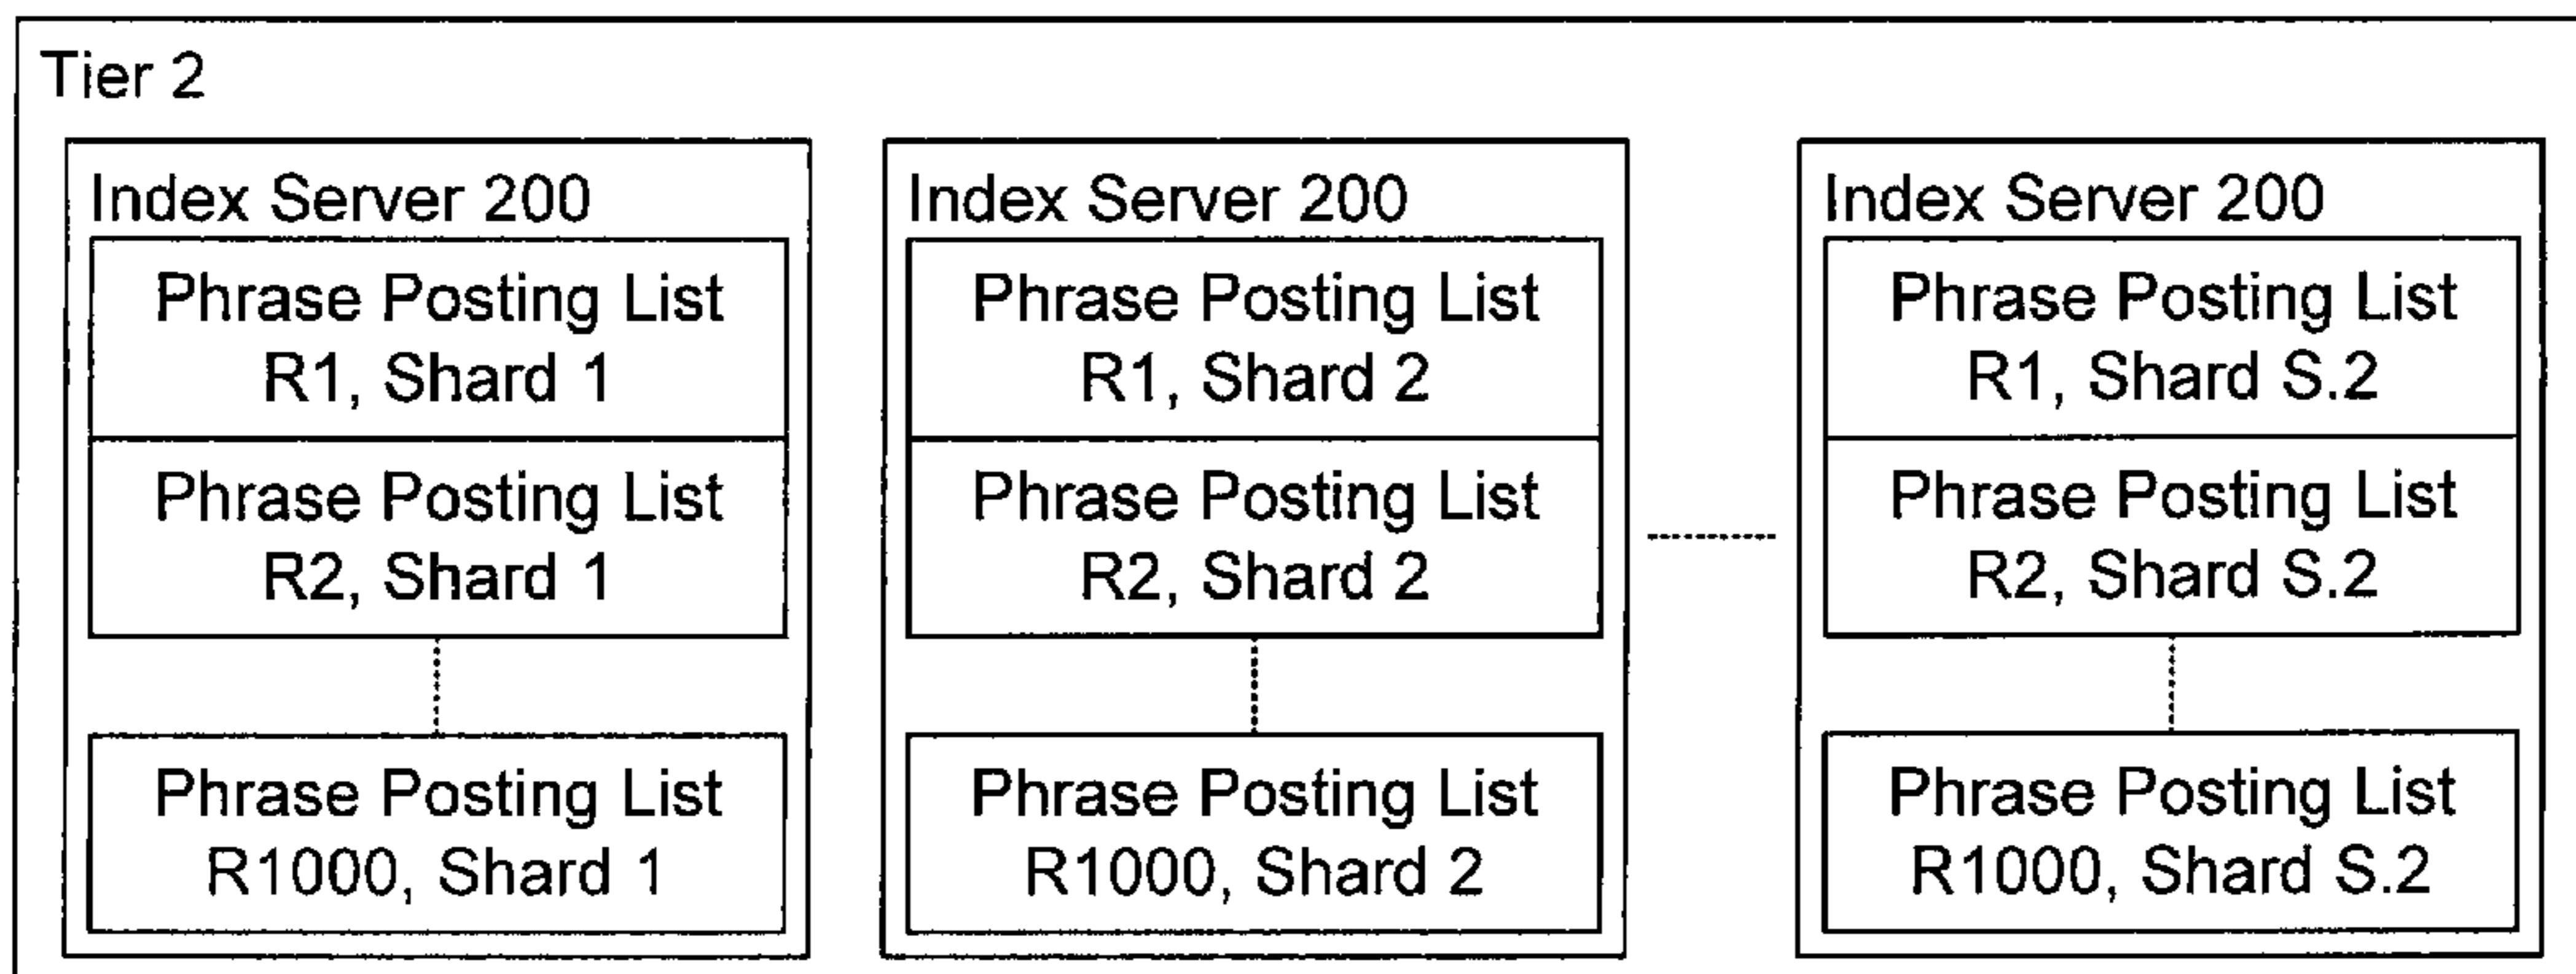 Tier 2
Index Server 200
Phrase Posting List
R1, Shard 1
Phrase Posting List
R2, Shard 1
Phrase Posting List
R1000, Shard 1
Index Server 200
Phrase Posting List
R1, Shard 2
Phrase Posting List
R2, Shard 2
Phrase Posting List
R1000, Shard 2
Index Server 200
Phrase Posting List
R1, Shard S.2
Phrase Posting List
R2, Shard S.2
Phrase Posting List
R1000, Shard S.2